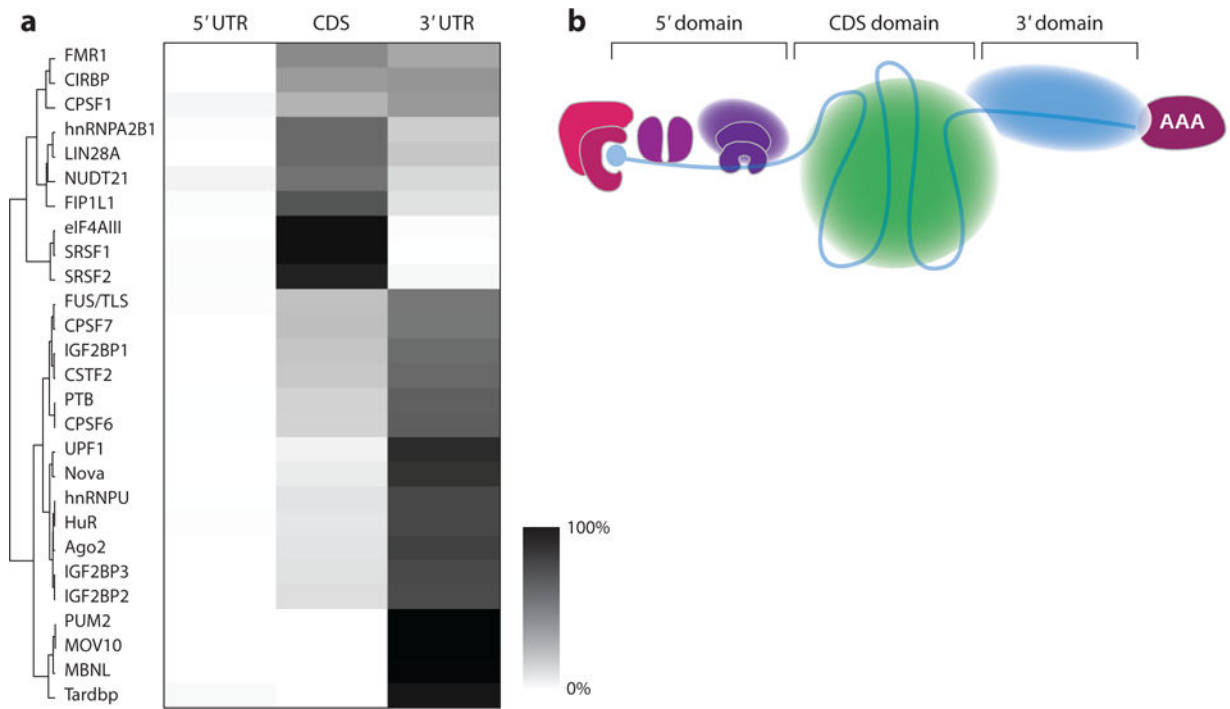 a
5′ UTR CDS 3′ UTR
FMR1
CIRBP
CPSF1
hnRNPA2B1
LIN28A
NUDT21
FIP1L1
eIF4AIII
SRSF1
SRSF2
FUS/TLS
CPSF7
IGF2BP1
CSTF2
PTB
CPSF6
UPF1
Nova
hnRNPU
HuR
Ago2
IGF2BP3
IGF2BP2
PUM2
MOV10
MBNL
Tardbp
100%
0%
b
5′ domain CDS domain 3′ domain
AAA